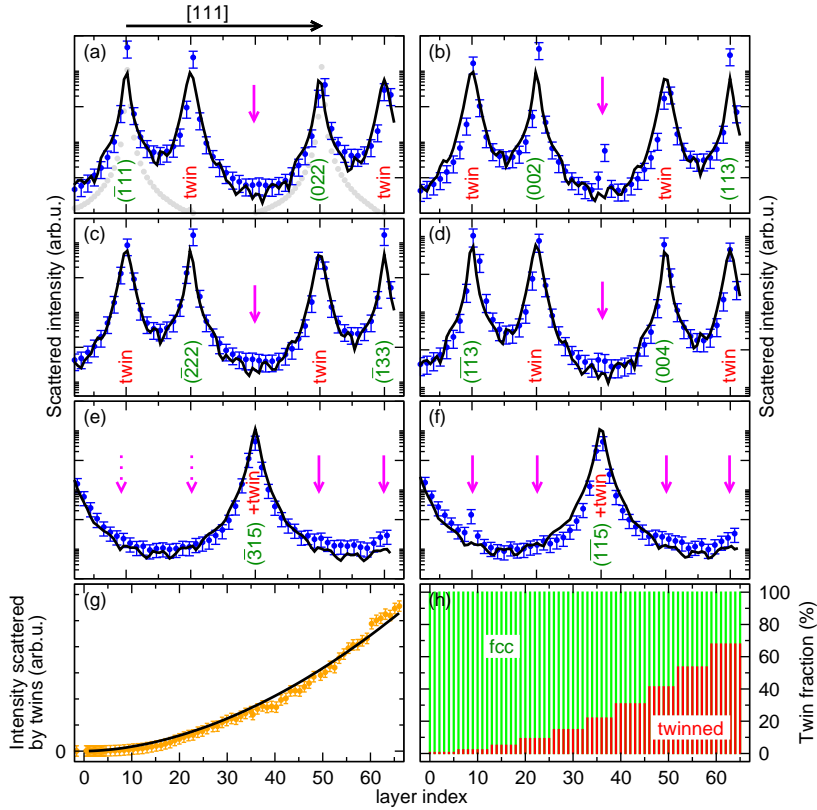 [111]
(a)
(b)
(1̅11)
twin
(022)
twin
twin
(002)
twin
(113)
Scattered intensity (arb.u.)
Scattered intensity (arb.u.)
(c)
(d)
twin
(2̅22)
twin
(1̅33)
(1̅13)
twin
(004)
twin
(e)
(f)
(3̅15) +twin
(1̅15) +twin
(g)
(h)
Intensity scattered
by twins (arb.u.)
0
0 10 20 30 40 50 60
fcc
twinned
0 10 20 30 40 50 60
100
80
60
40
20
0
Twin fraction (%)
layer index